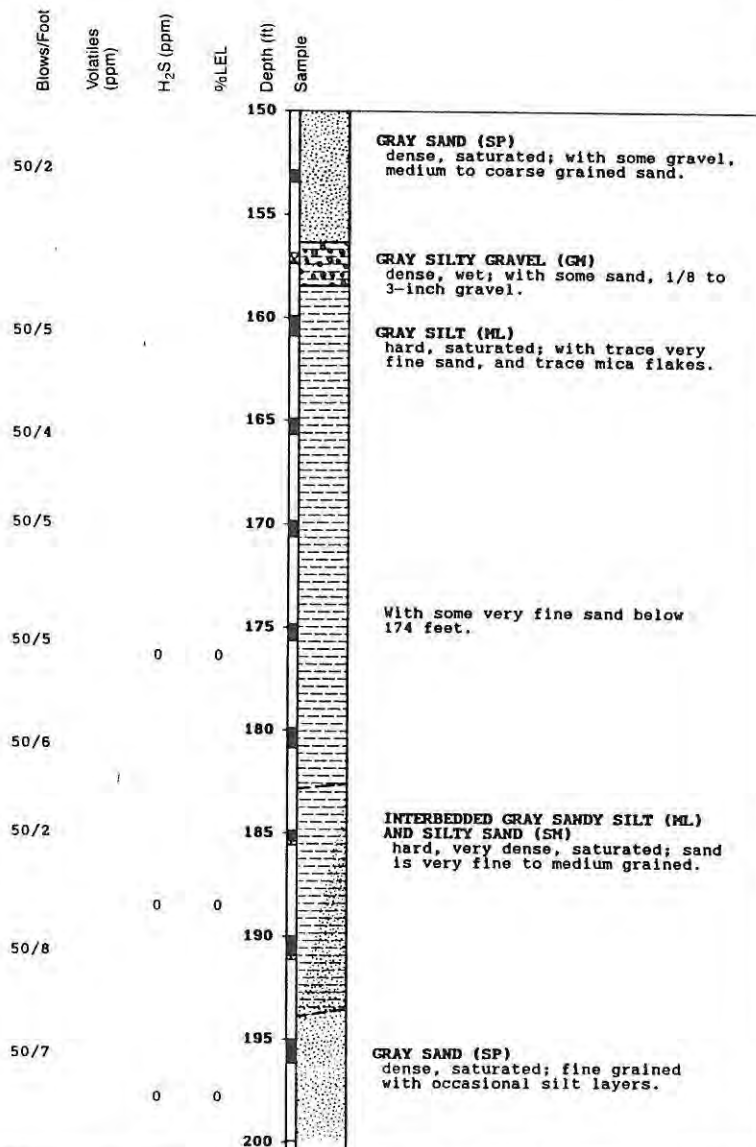 Blows/Foot
Volatiles (ppm)
H₂S (ppm)
%LEL
Depth (ft)
Sample
150
GRAY SAND (SP)
dense, saturated; with some gravel,
medium to coarse grained sand.
50/2
155
GRAY SILTY GRAVEL (GM)
dense, wet; with some sand, 1/8 to
3-inch gravel.
50/5
160
GRAY SILT (ML)
hard, saturated; with trace very
fine sand, and trace mica flakes.
50/4
165
50/5
170
With some very fine sand below
174 feet.
50/5
175
0 0
50/6
180
INTERBEDDED GRAY SANDY SILT (ML)
AND SILTY SAND (SM)
hard, very dense, saturated; sand
is very fine to medium grained.
50/2
185
0 0
50/8
190
50/7
195
GRAY SAND (SP)
dense, saturated; fine grained
with occasional silt layers.
0 0
200